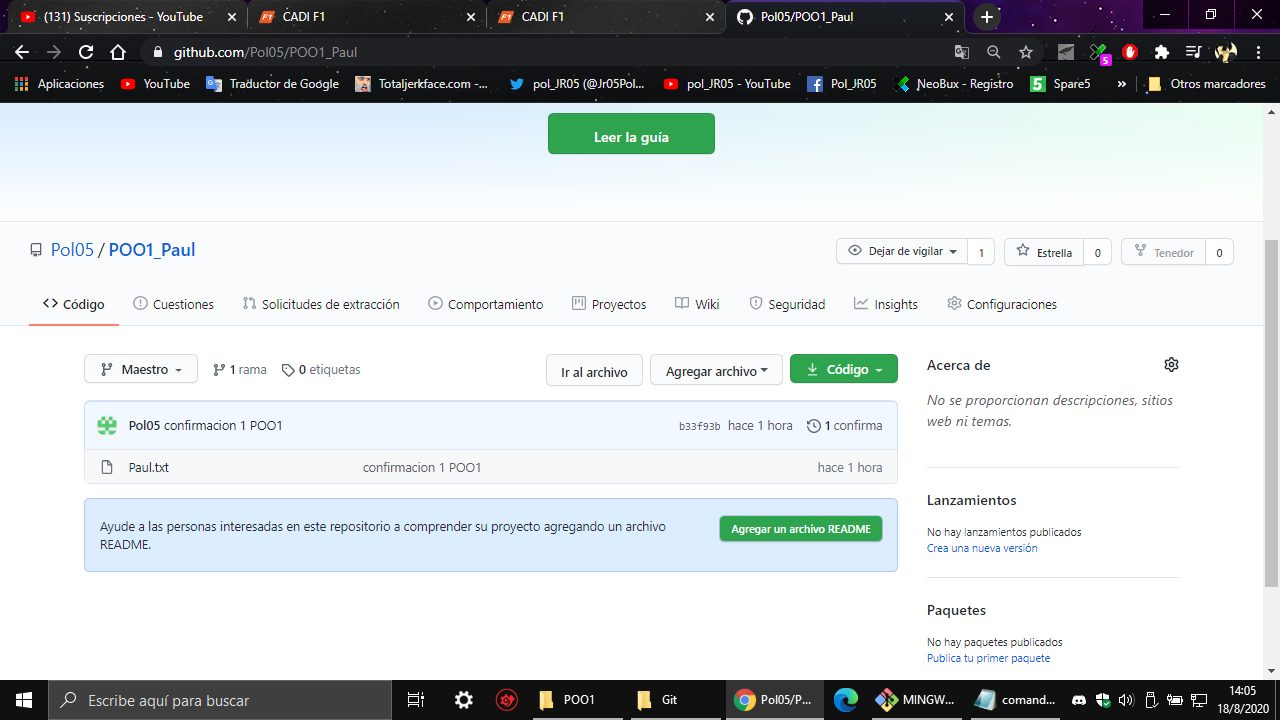 (131) Suscripciones - YouTube
CADI F1
CADI F1
Pol05/POO1_Paul
github.com/Pol05/POO1_Paul
5
Aplicaciones
YouTube
Traductor de Google
Totaljerkface.com -...
pol_JR05 (@Jr05Pol...
pol_JR05 - YouTube
Pol_JR05
NeoBux - Registro
Spare5
»
Otros marcadores
Leer la guía
Pol05 / POO1_Paul
Dejar de vigilar 1
Estrella 0
Tenedor 0
Código
Cuestiones
Solicitudes de extracción
Comportamiento
Proyectos
Wiki
Seguridad
Insights
Configuraciones
Maestro
1 rama
0 etiquetas
Ir al archivo
Agregar archivo
Código
Pol05 confirmacion 1 POO1
b33f93b hace 1 hora
1 confirma
Paul.txt
confirmacion 1 POO1
hace 1 hora
Ayude a las personas interesadas en este repositorio a comprender su proyecto agregando un archivo
README.
Agregar un archivo README
Acerca de
No se proporcionan descripciones, sitios
web ni temas.
Lanzamientos
No hay lanzamientos publicados
Crea una nueva versión
Paquetes
No hay paquetes publicados
Publica tu primer paquete
Escribe aquí para buscar
POO1
Git
Pol05/P...
MINGW...
comand...
14:05
18/8/2020